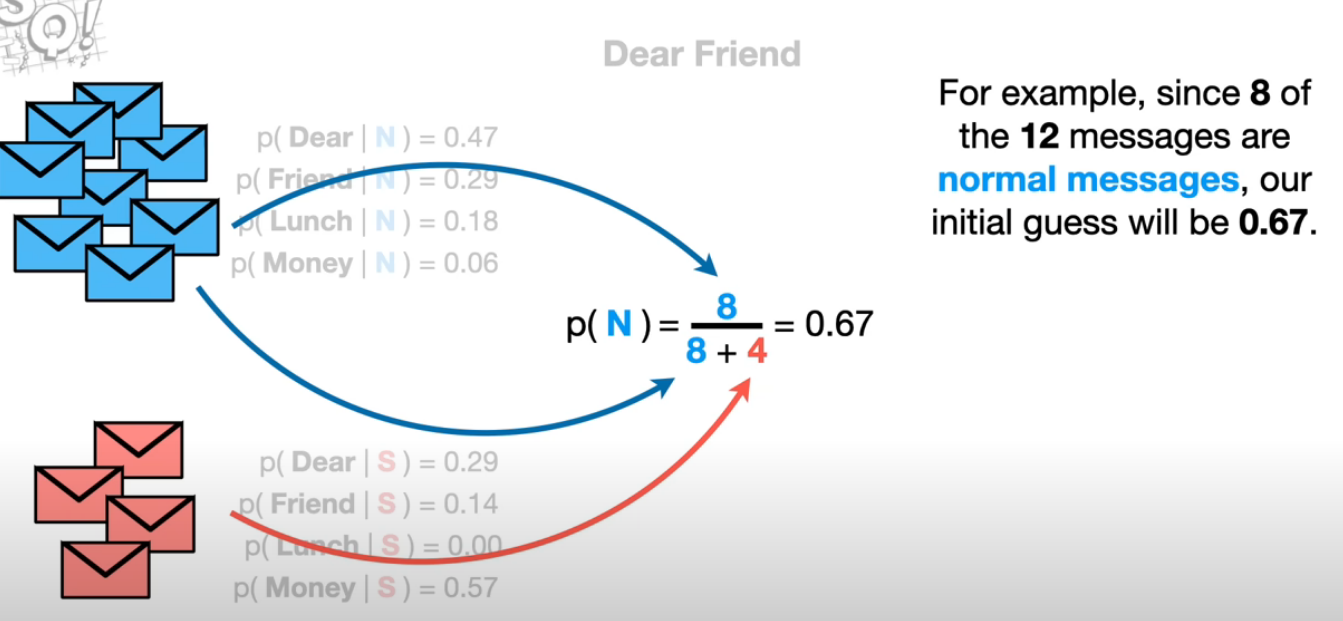 SQ!
Dear Friend
For example, since 8 of
the 12 messages are
normal messages, our
initial guess will be 0.67.
p( Dear | N ) = 0.47
p( Friend | N ) = 0.29
p( Lunch | N ) = 0.18
p( Money | N ) = 0.06
p( N ) = 8 / 8 + 4 = 0.67
p( Dear | S ) = 0.29
p( Friend | S ) = 0.14
p( Lunch | S ) = 0.00
p( Money | S ) = 0.57